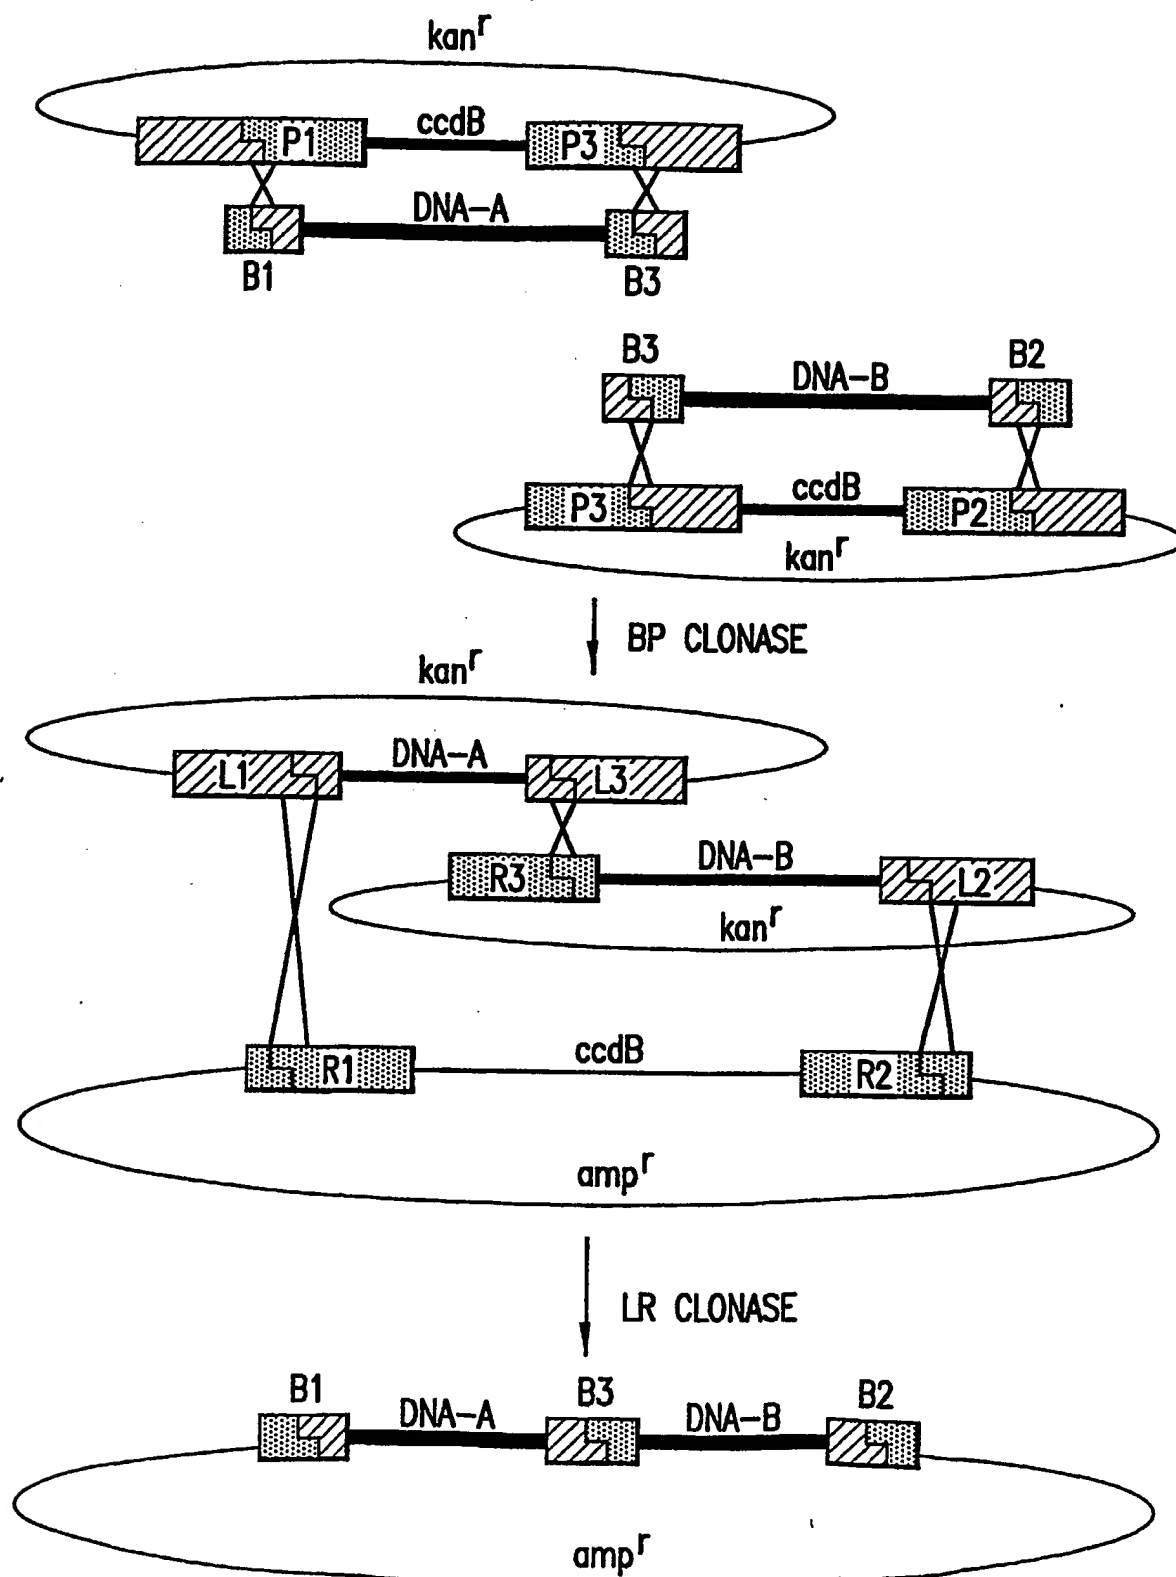 kanʳ
ccdB
P1
P3
DNA-A
B1
B3
B3
B2
DNA-B
ccdB
P3
P2
kanʳ
BP CLONASE
kanʳ
DNA-A
L1
L3
DNA-B
R3
L2
kanʳ
ccdB
R1
R2
ampʳ
LR CLONASE
B1
B3
B2
DNA-A
DNA-B
ampʳ